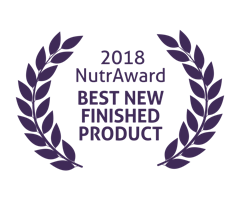 2018
NutrAward
BEST NEW
FINISHED
PRODUCT